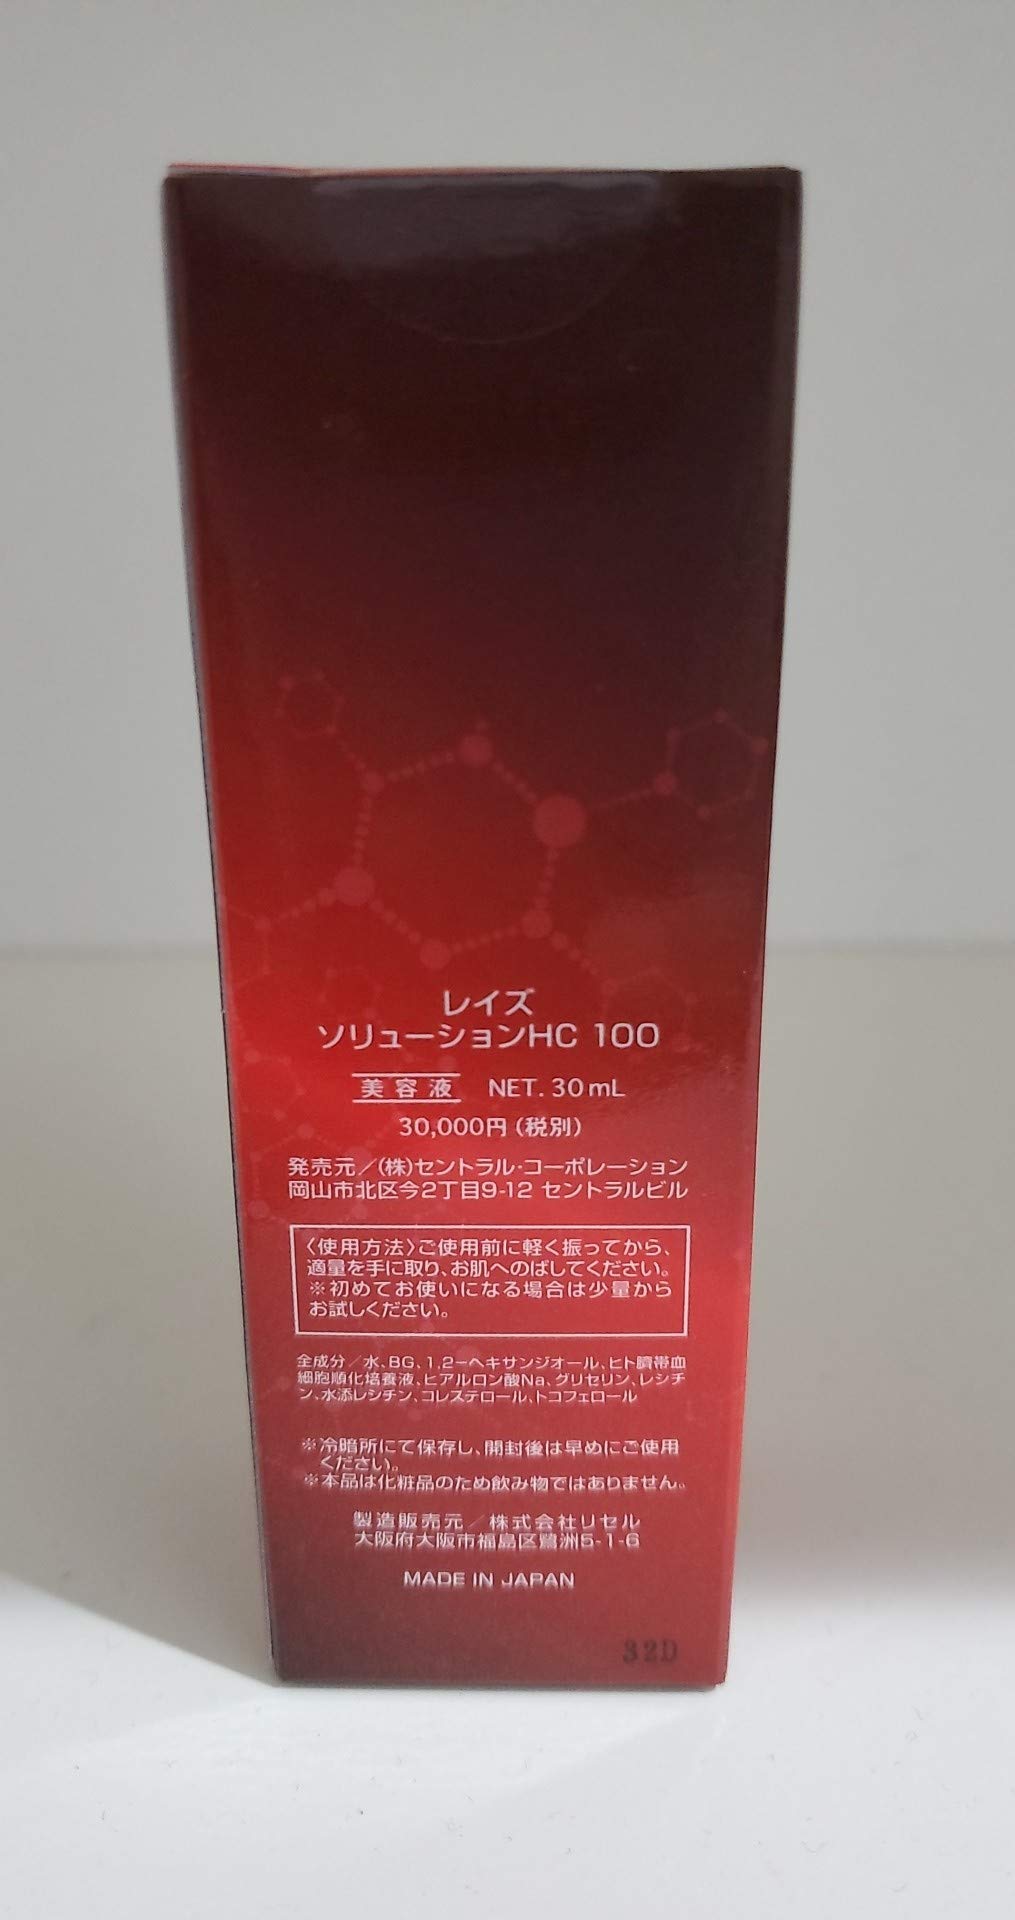 レイズ
ソリューションHC 100
美容液 NET. 30mL
30,000円(税別)
発売元/(株)セントラル・コーポレーション
岡山市北区今2丁目9-12 セントラルビル
〈使用方法〉ご使用前に軽く振ってから、
適量を手に取り、お肌へのばしてください。
※初めてお使いになる場合は少量から
お試しください。
全成分/水、BG、1,2-ヘキサンジオール、ヒト臍帯血
細胞順化培養液、ヒアルロン酸Na、グリセリン、レシチ
ン、水添レシチン、コレステロール、トコフェロール
※冷暗所にて保存し、開封後は早めにご使用
ください。
※本品は化粧品のため飲み物ではありません。
製造販売元/株式会社リセル
大阪府大阪市福島区鷺洲5-1-6
MADE IN JAPAN
32D